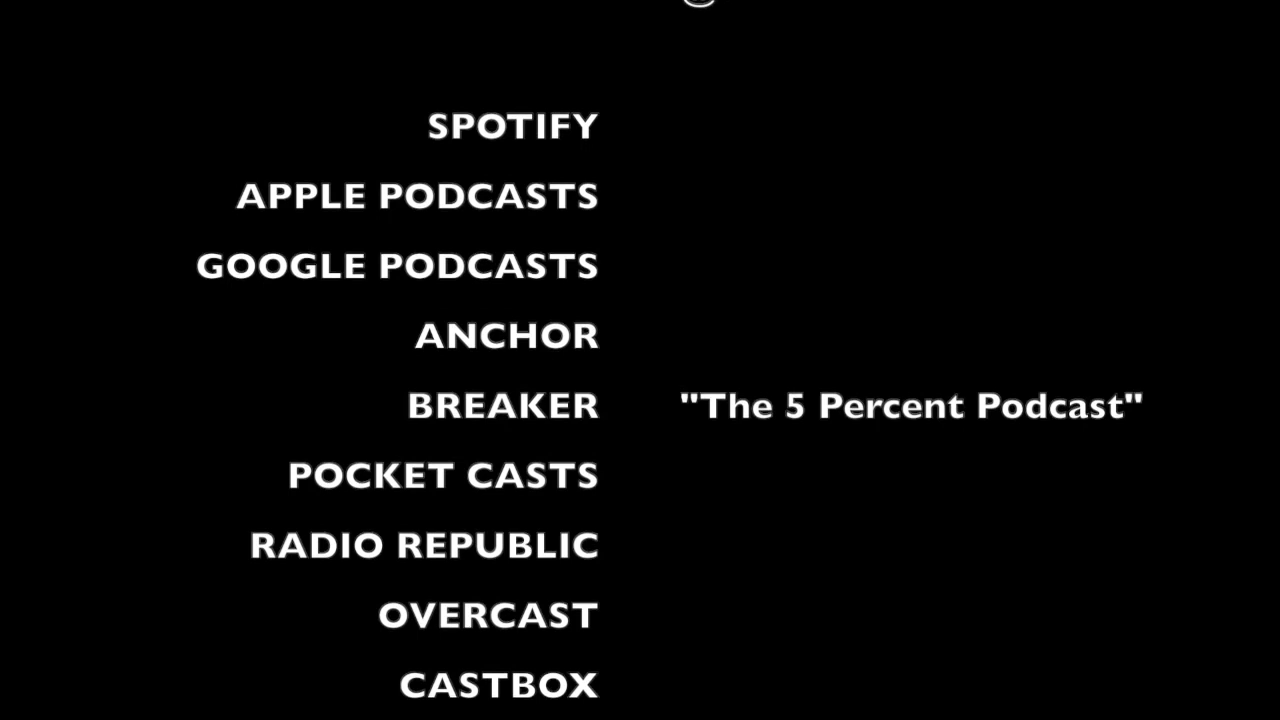 SPOTIFY
APPLE PODCASTS
GOOGLE PODCASTS
ANCHOR
BREAKER "The 5 Percent Podcast"
POCKET CASTS
RADIO REPUBLIC
OVERCAST
CASTBOX